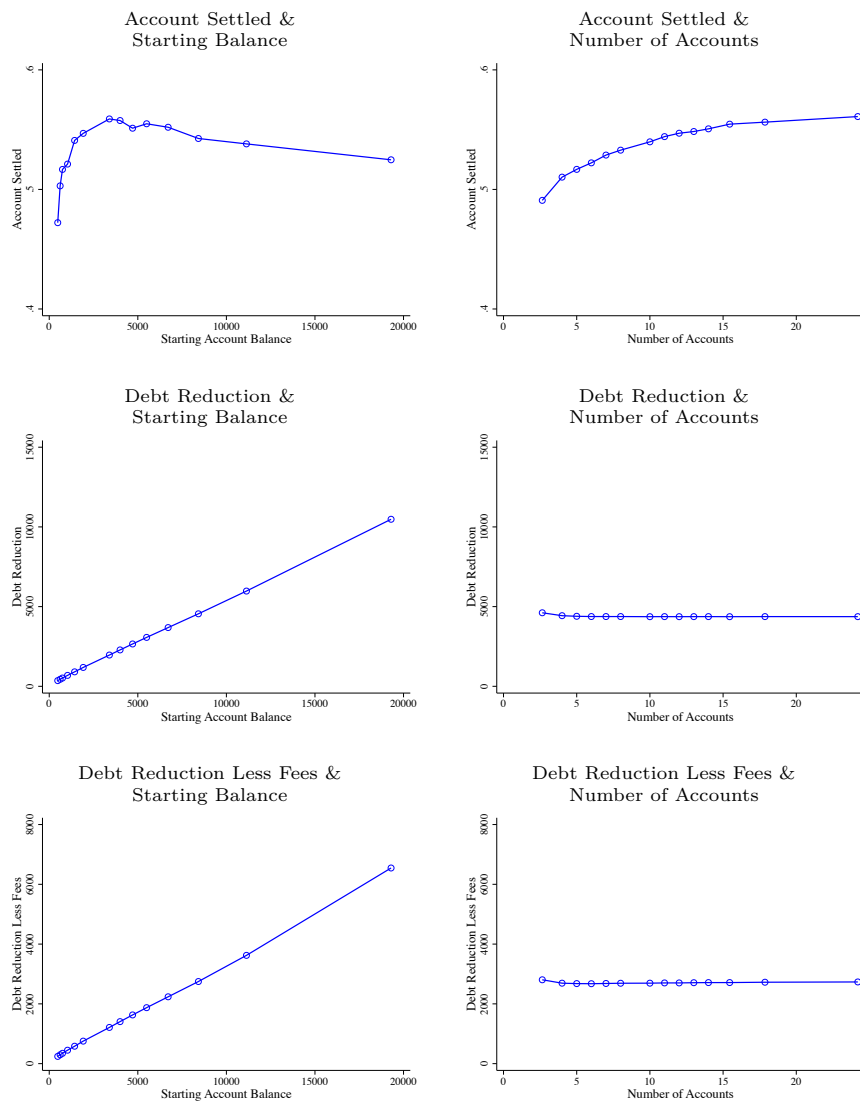 Account Settled &
Starting Balance
.6
.5
.4
Account Settled
0
5000
10000
15000
20000
Starting Account Balance
Account Settled &
Number of Accounts
.6
.5
.4
Account Settled
0
5
10
15
20
Number of Accounts
Debt Reduction &
Starting Balance
15000
10000
5000
0
Debt Reduction
0
5000
10000
15000
20000
Starting Account Balance
Debt Reduction &
Number of Accounts
15000
10000
5000
0
Debt Reduction
0
5
10
15
20
Number of Accounts
Debt Reduction Less Fees &
Starting Balance
8000
6000
4000
2000
0
Debt Reduction Less Fees
0
5000
10000
15000
20000
Starting Account Balance
Debt Reduction Less Fees &
Number of Accounts
8000
6000
4000
2000
0
Debt Reduction Less Fees
0
5
10
15
20
Number of Accounts